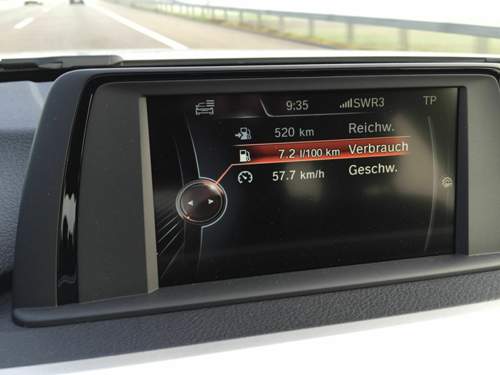 9:35 SWR3 TP
520 km Reichw.
7.2 l/100 km Verbrauch
57.7 km/h Geschw.